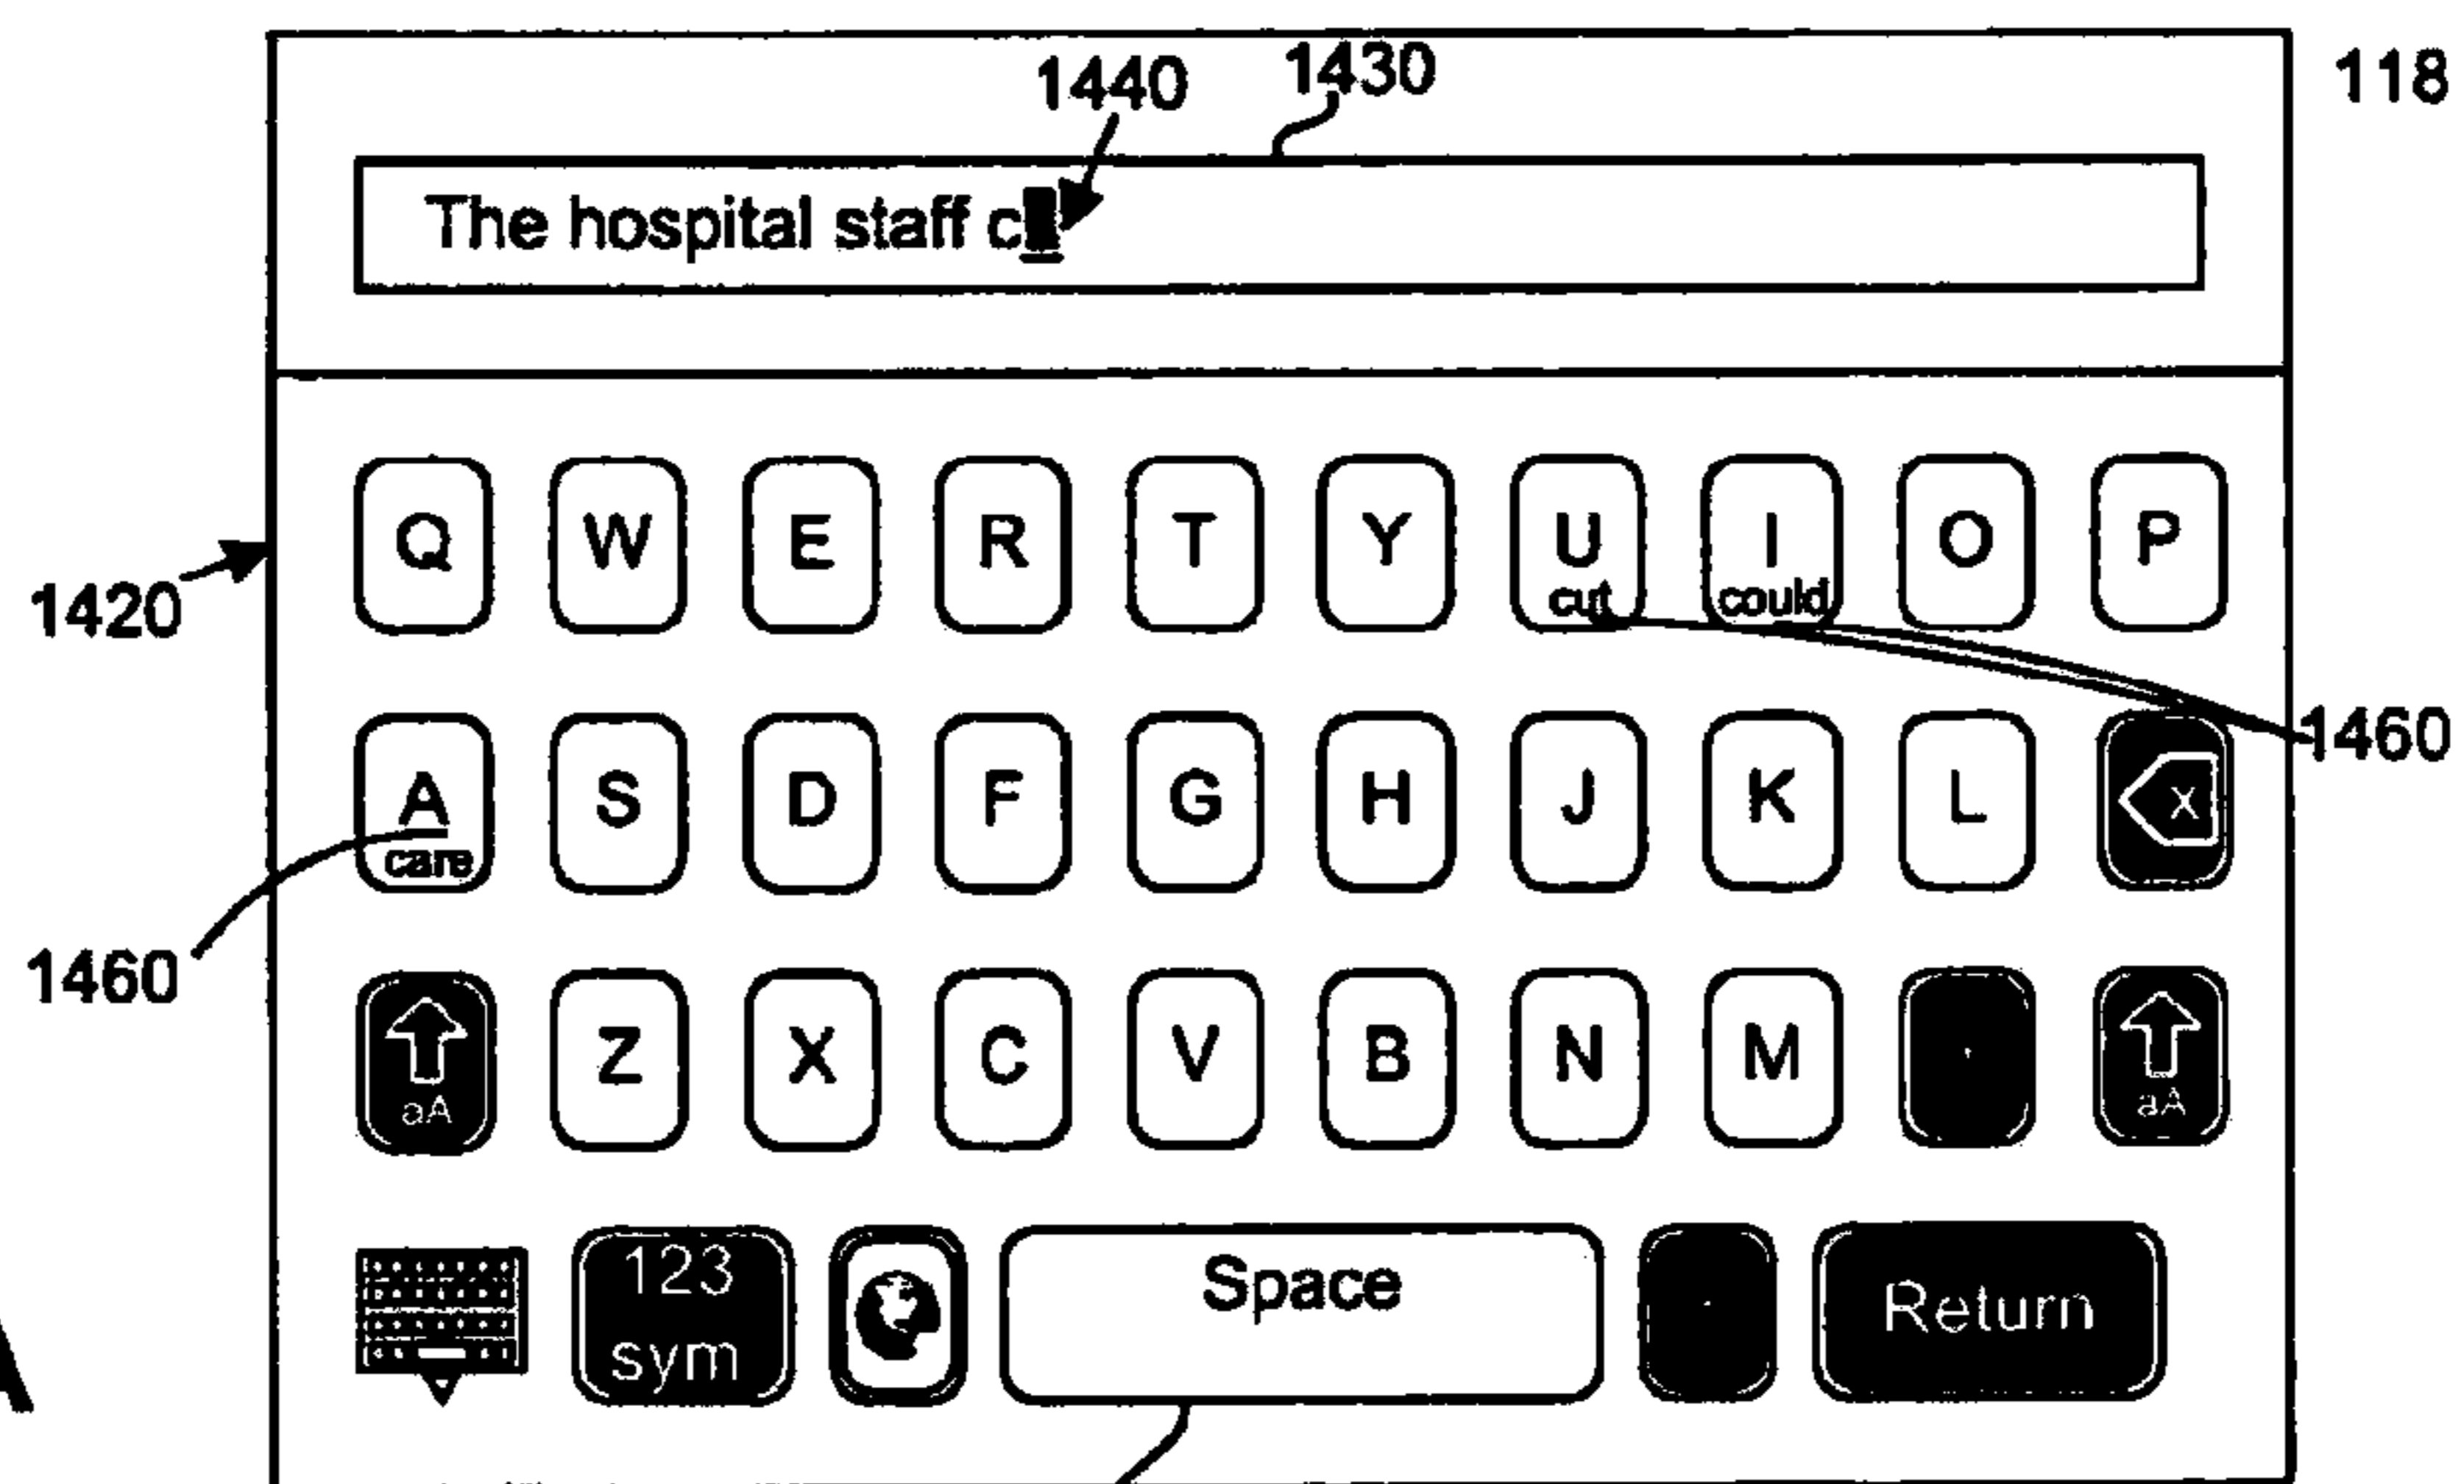 1440 1430 118
The hospital staff c
Q W E R T Y U I O P
cut could
1420
A S D F G H J K L X
care
1460
1460
aA Z X C V B N M aA
123 sym Space Return
A